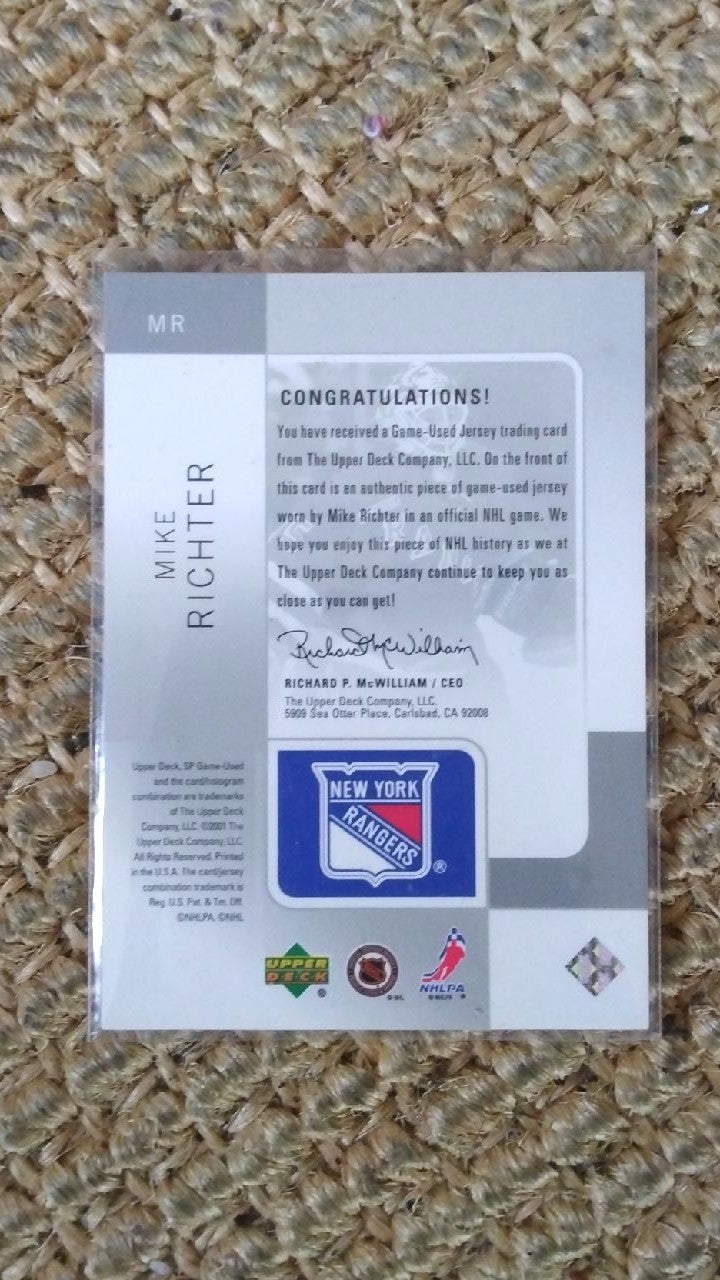 MR
MIKE
RICHTER
CONGRATULATIONS!
You have received a Game-Used Jersey trading card
from The Upper Deck Company, LLC. On the front of
this card is an authentic piece of game-used jersey
worn by Mike Richter in an official NHL game. We
hope you enjoy this piece of NHL history as we at
The Upper Deck Company continue to keep you as
close as you can get!
Richard McWilliam
RICHARD P. McWILLIAM / CEO
The Upper Deck Company, LLC.
5909 Sea Otter Place, Carlsbad, CA 92008
Upper Deck, SP Game-Used
and the card/hologram
combination are trademarks
of The Upper Deck
Company, LLC. ©2001 The
Upper Deck Company, LLC.
All Rights Reserved. Printed
in the U.S.A. The card/jersey
combination trademark is
Reg. U.S. Pat. & Tm. Off.
©NHLPA. ©NHL
NEW YORK
RANGERS
®
UPPER
DECK
®
NHLPA